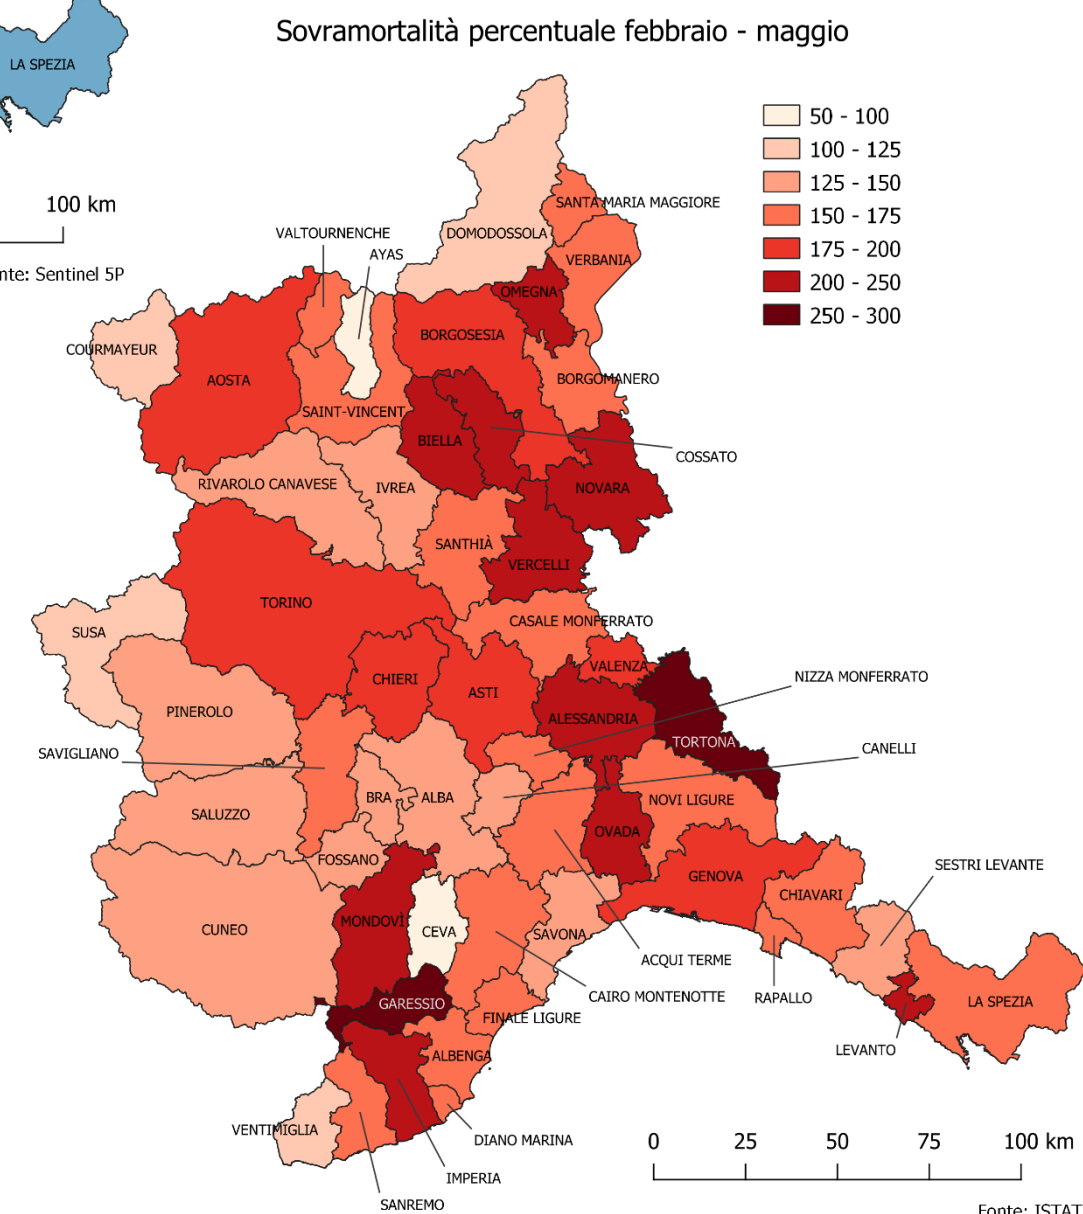 Sovramortalità percentuale febbraio - maggio
LA SPEZIA
50 - 100
100 - 125
125 - 150
150 - 175
175 - 200
200 - 250
250 - 300
100 km
nte: Sentinel 5P
SANTA MARIA MAGGIORE
VALTOURNENCHE
DOMODOSSOLA
AYAS
VERBANIA
OMEGNA
BORGOSESIA
COURMAYEUR
AOSTA
BORGOMANERO
SAINT-VINCENT
BIELLA
COSSATO
RIVAROLO CANAVESE
IVREA
NOVARA
SANTHIÀ
VERCELLI
TORINO
CASALE MONFERRATO
SUSA
VALENZA
CHIERI
NIZZA MONFERRATO
ASTI
PINEROLO
ALESSANDRIA
TORTONA
CANELLI
SAVIGLIANO
BRA
ALBA
NOVI LIGURE
SALUZZO
OVADA
FOSSANO
SESTRI LEVANTE
GENOVA
CHIAVARI
MONDOVÌ
CUNEO
CEVA
SAVONA
ACQUI TERME
CAIRO MONTENOTTE
RAPALLO
GARESSIO
LA SPEZIA
FINALE LIGURE
LEVANTO
ALBENGA
VENTIMIGLIA
DIANO MARINA
0 25 50 75 100 km
IMPERIA
SANREMO
Fonte: ISTAT